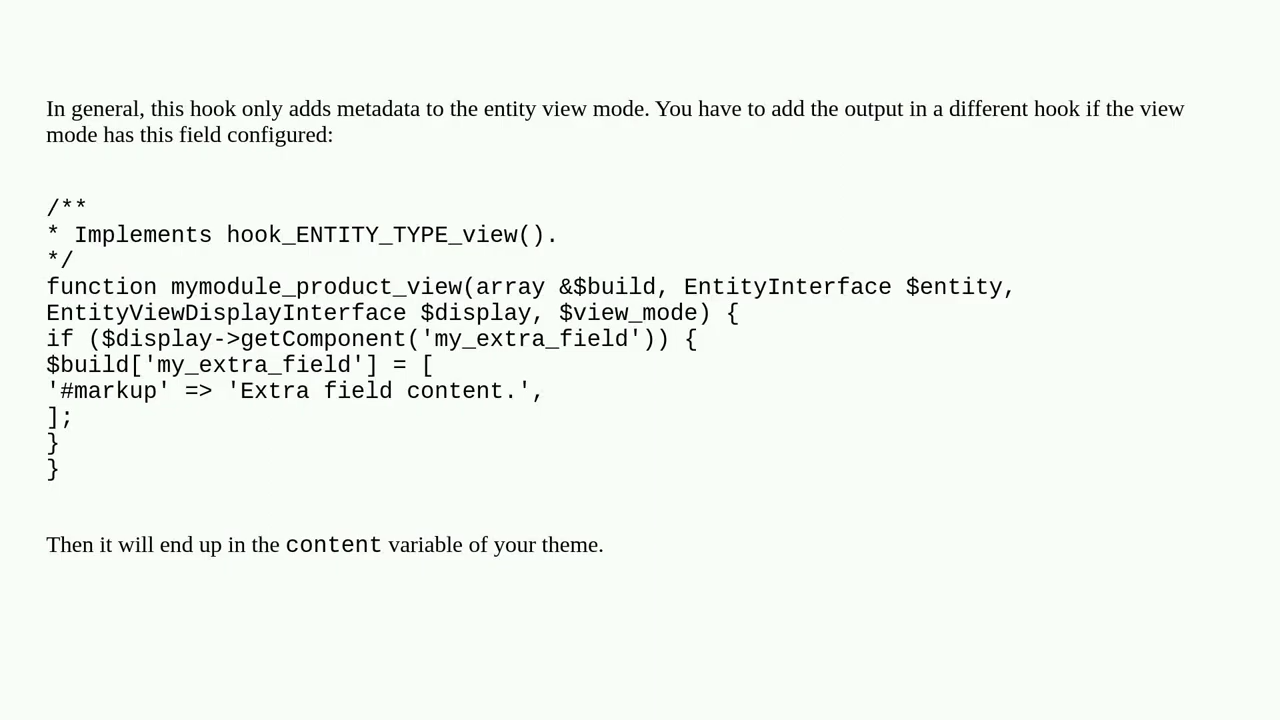 In general, this hook only adds metadata to the entity view mode. You have to add the output in a different hook if the view
mode has this field configured:
/**
* Implements hook_ENTITY_TYPE_view().
*/
function mymodule_product_view(array &$build, EntityInterface $entity,
EntityViewDisplayInterface $display, $view_mode) {
if ($display->getComponent('my_extra_field')) {
$build['my_extra_field'] = [
'#markup' => 'Extra field content.',
];
}
}
Then it will end up in the content variable of your theme.